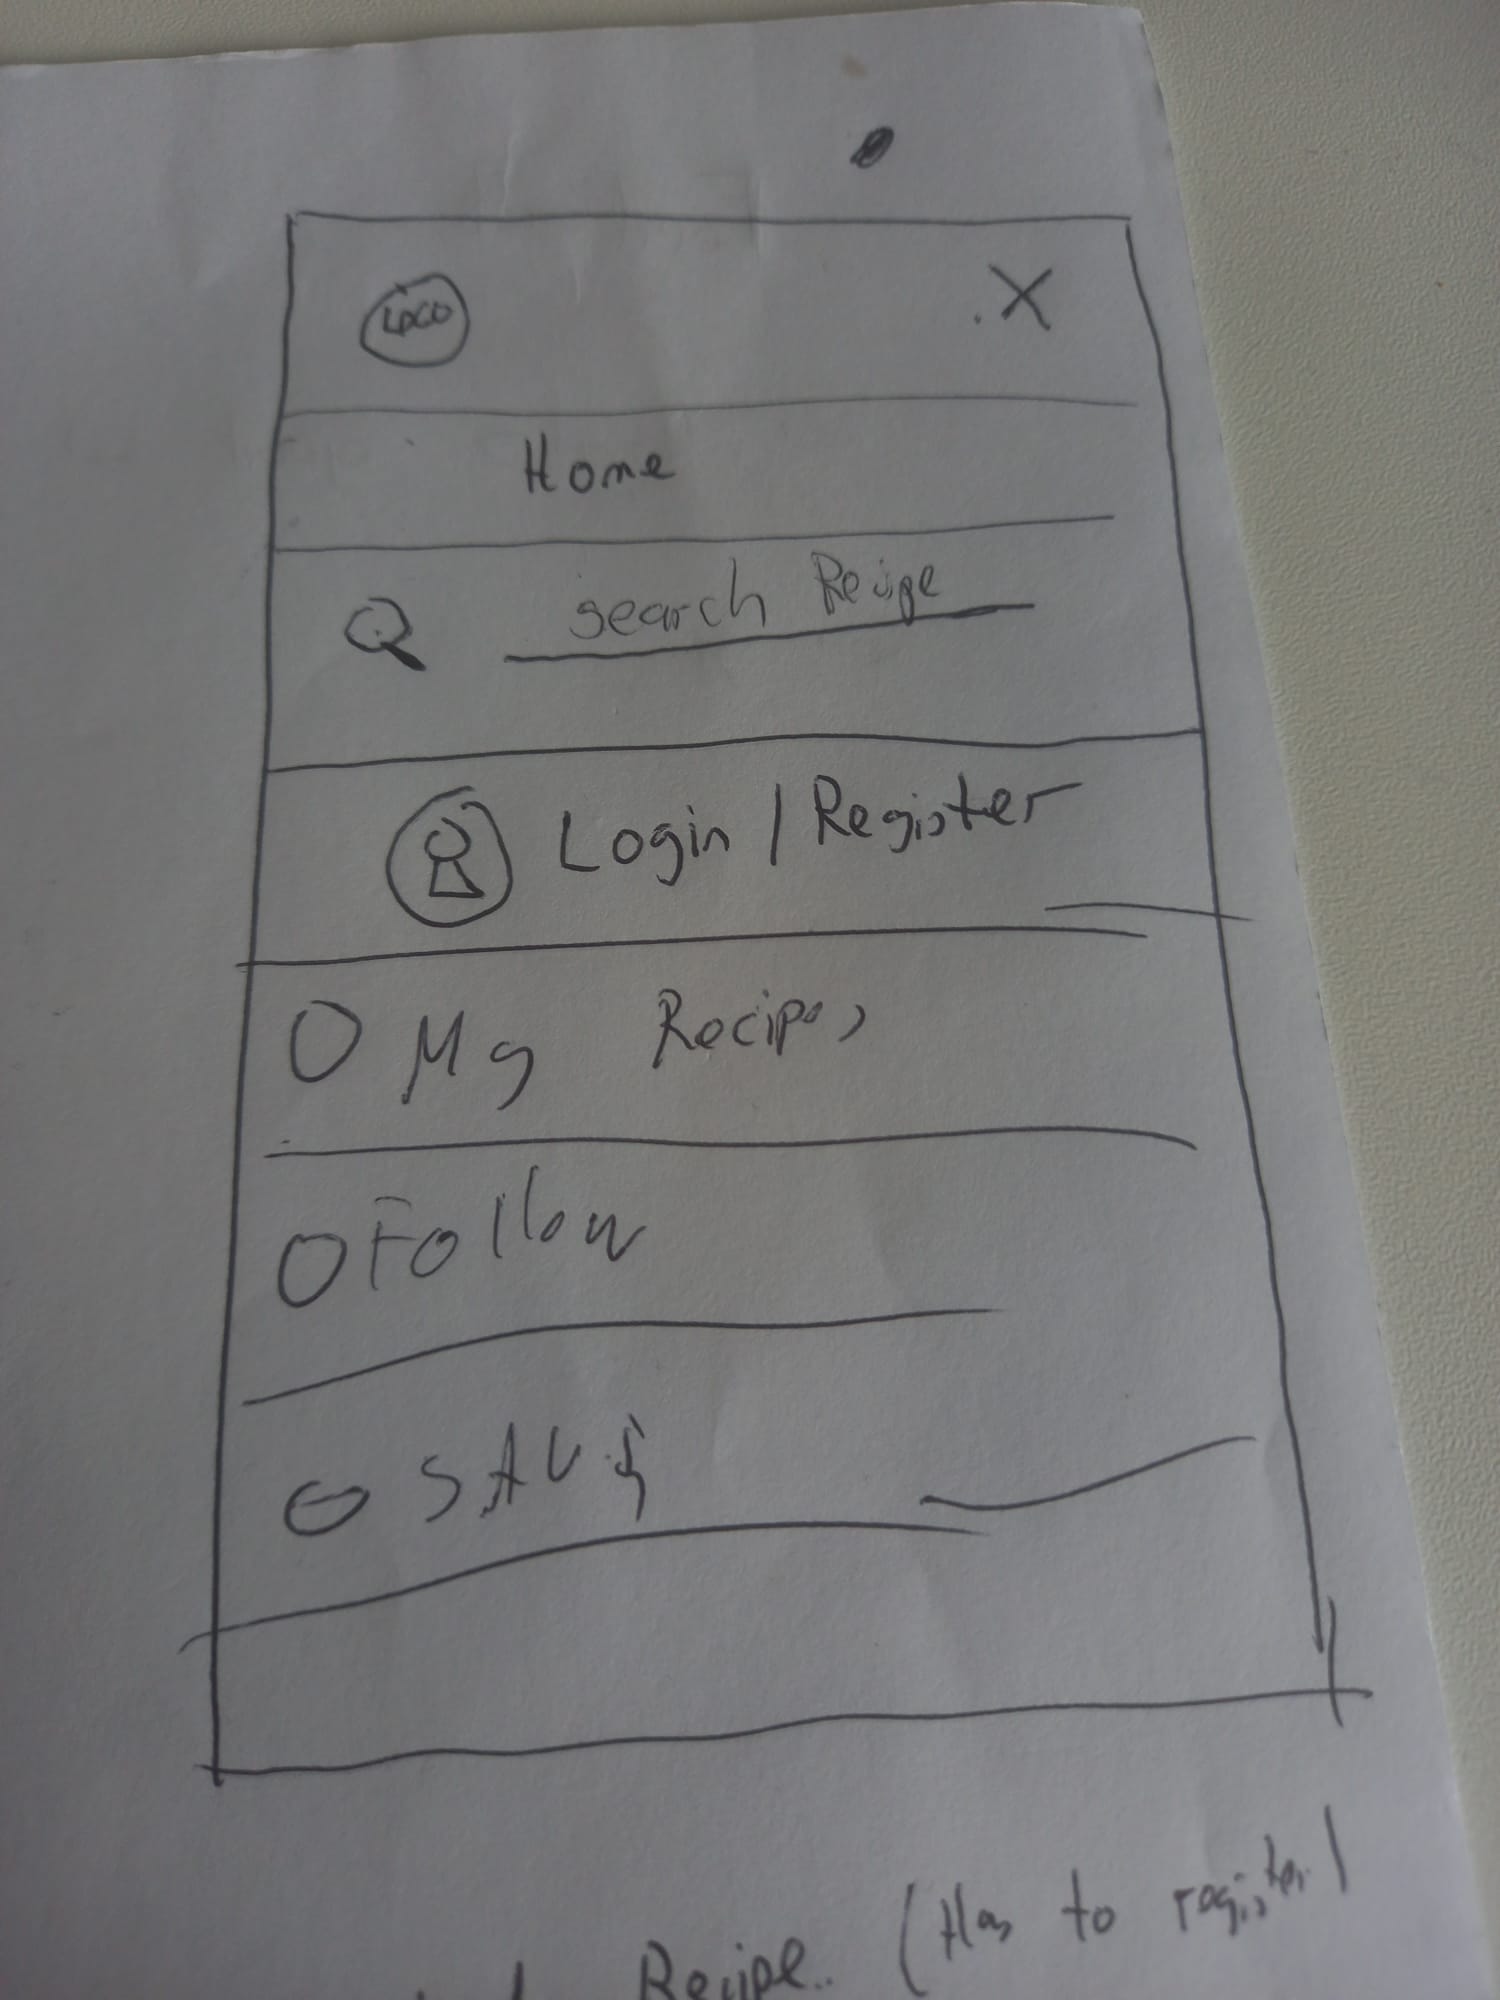 LOGO
X
Home
search Recipe
Login / Register
My Recipes
Follow
SAVE
Recipe. (Has to register)